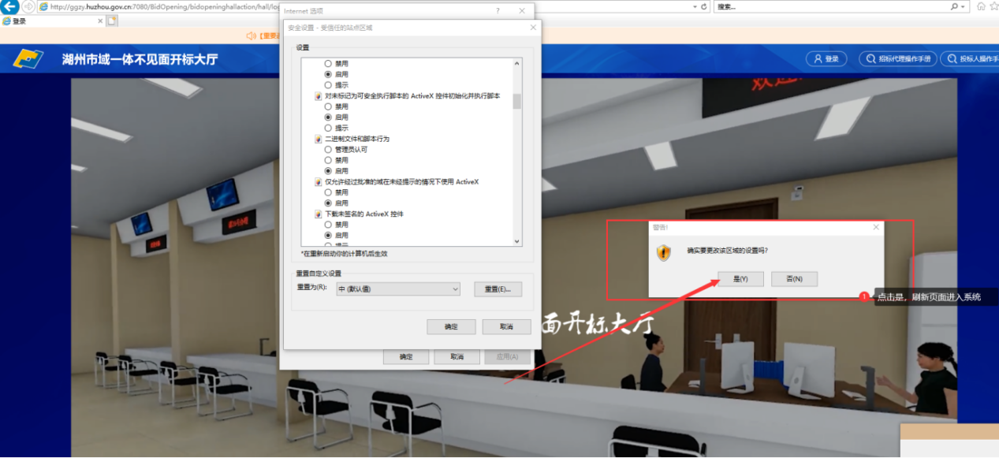 http://ggzy.huzhou.gov.cn:7080/BidOpening/bidopeninghallaction/hall/lo
搜索...
登录
Internet 选项
?
【重要
安全设置 - 受信任的站点区域
湖州市域一体不见面开标大厅
登录
招标代理操作手册
投标人操作手
设置
禁用
启用
提示
对未标记为可安全执行脚本的 ActiveX 控件初始化并执行脚本
禁用
启用
提示
二进制文件和脚本行为
管理员认可
禁用
启用
仅允许经过批准的域在未经提示的情况下使用 ActiveX
禁用
启用
下载未签名的 ActiveX 控件
禁用
启用
提示
*在重新启动你的计算机后生效
重置自定义设置
重置为(R):
中 (默认值)
重置(E)...
确定
取消
确定
取消
应用(A)
警告!
确实要更改该区域的设置吗?
是(Y)
否(N)
1 点击是，刷新页面进入系统
面开标大厅
欢迎